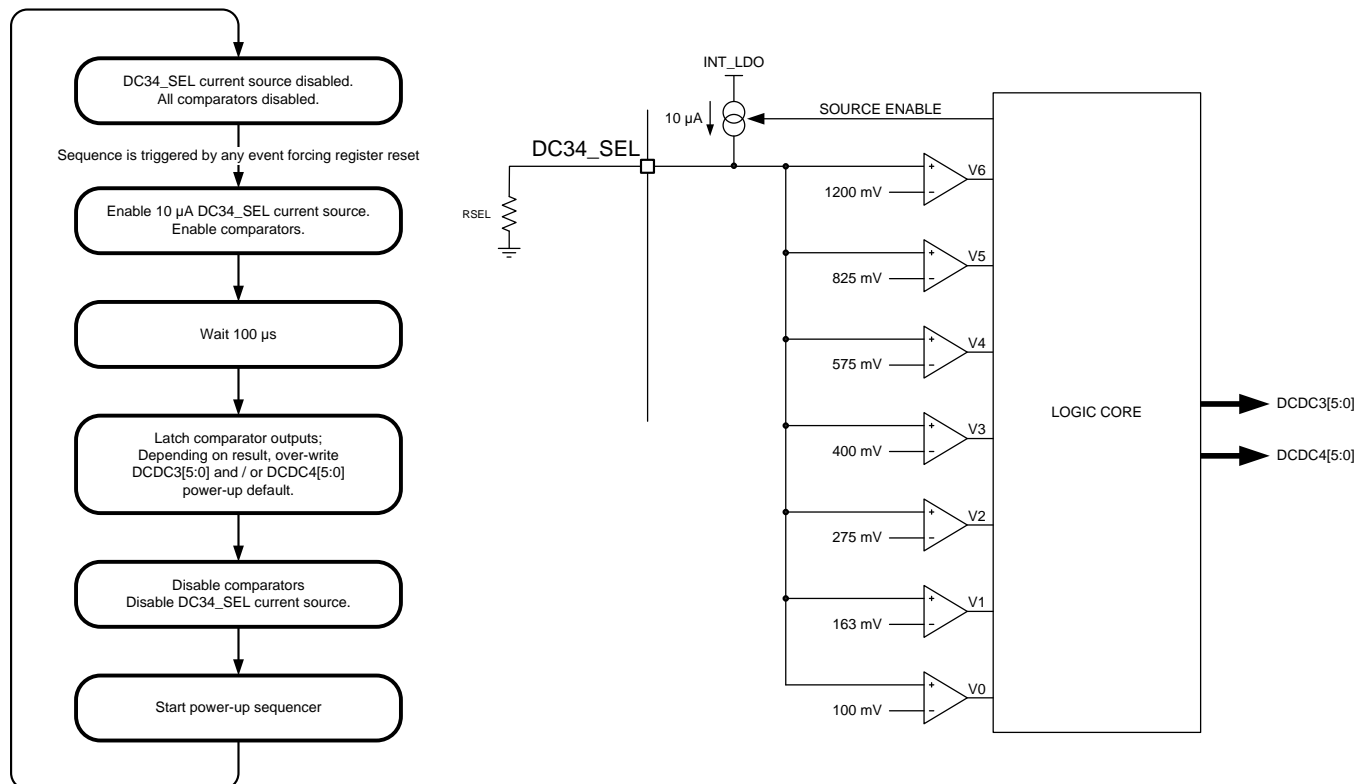 DC34_SEL current source disabled.
All comparators disabled.
Sequence is triggered by any event forcing register reset
Enable 10 µA DC34_SEL current source.
Enable comparators.
Wait 100 µs
Latch comparator outputs;
Depending on result, over-write
DCDC3[5:0] and / or DCDC4[5:0]
power-up default.
Disable comparators
Disable DC34_SEL current source.
Start power-up sequencer
INT_LDO
10 µA
SOURCE ENABLE
DC34_SEL
RSEL
+
−
1200 mV
V6
+
−
825 mV
V5
+
−
575 mV
V4
+
−
400 mV
V3
+
−
275 mV
V2
+
−
163 mV
V1
+
−
100 mV
V0
LOGIC CORE
DCDC3[5:0]
DCDC4[5:0]